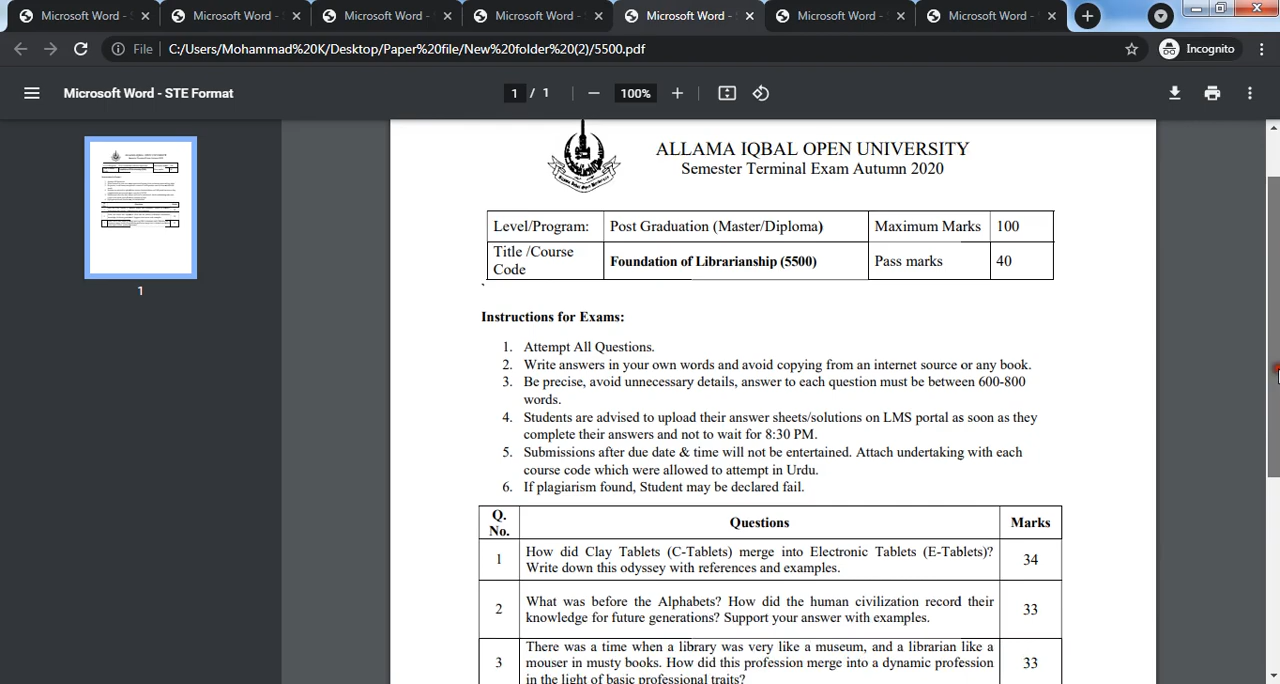 Microsoft Word -
Microsoft Word -
Microsoft Word -
Microsoft Word -
Microsoft Word -
Microsoft Word -
Microsoft Word -
File C:/Users/Mohammad%20K/Desktop/Paper%20file/New%20folder%20(2)/5500.pdf
Incognito
Microsoft Word - STE Format
1 / 1
100%
1
ALLAMA IQBAL OPEN UNIVERSITY
Semester Terminal Exam Autumn 2020
Level/Program: Post Graduation (Master/Diploma) Maximum Marks 100
Title /Course
Code
Foundation of Librarianship (5500) Pass marks 40
Instructions for Exams:
1. Attempt All Questions.
2. Write answers in your own words and avoid copying from an internet source or any book.
3. Be precise, avoid unnecessary details, answer to each question must be between 600-800
words.
4. Students are advised to upload their answer sheets/solutions on LMS portal as soon as they
complete their answers and not to wait for 8:30 PM.
5. Submissions after due date & time will not be entertained. Attach undertaking with each
course code which were allowed to attempt in Urdu.
6. If plagiarism found, Student may be declared fail.
Q.
No.
Questions Marks
1 How did Clay Tablets (C-Tablets) merge into Electronic Tablets (E-Tablets)?
Write down this odyssey with references and examples. 34
2 What was before the Alphabets? How did the human civilization record their
knowledge for future generations? Support your answer with examples. 33
There was a time when a library was very like a museum, and a librarian like a
3 mouser in musty books. How did this profession merge into a dynamic profession 33
in the light of basic professional traits?